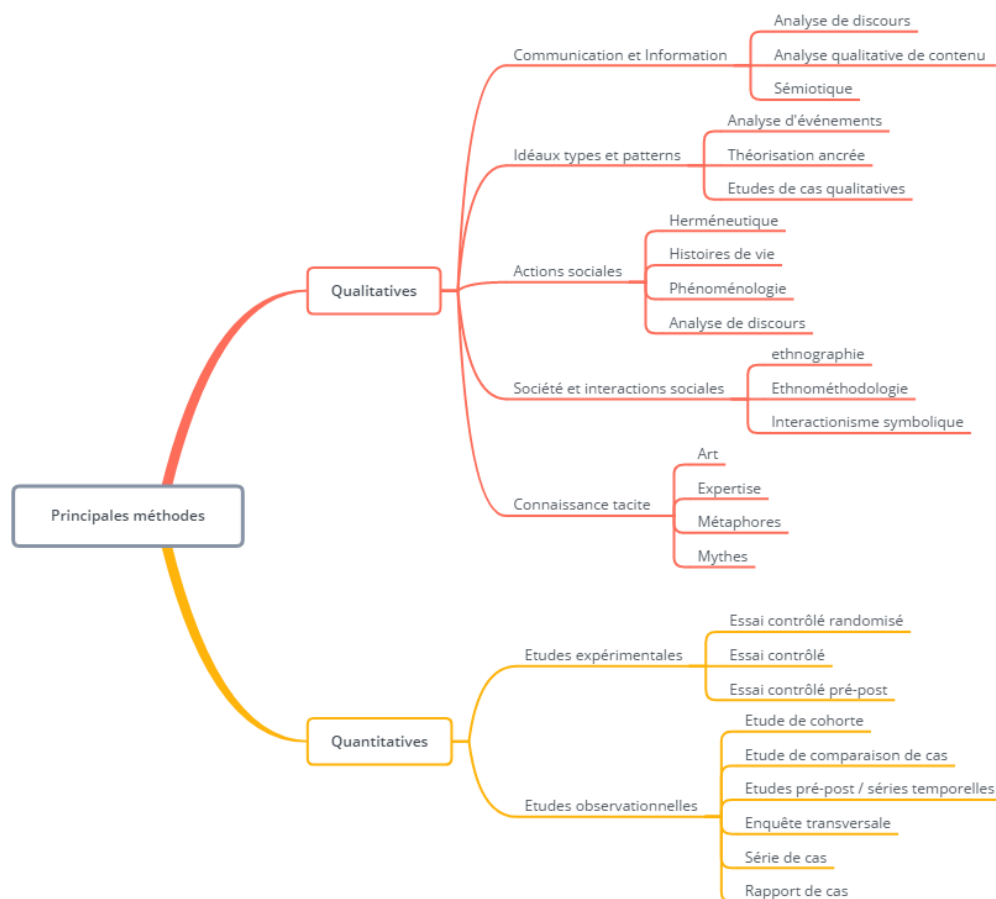 Principales méthodes
Qualitatives
Communication et Information
Analyse de discours
Analyse qualitative de contenu
Sémiotique
Idéaux types et patterns
Analyse d'événements
Théorisation ancrée
Etudes de cas qualitatives
Actions sociales
Herméneutique
Histoires de vie
Phénoménologie
Analyse de discours
Société et interactions sociales
ethnographie
Ethnométhodologie
Interactionisme symbolique
Connaissance tacite
Art
Expertise
Métaphores
Mythes
Quantitatives
Etudes expérimentales
Essai contrôlé randomisé
Essai contrôlé
Essai contrôlé pré-post
Etudes observationnelles
Etude de cohorte
Etude de comparaison de cas
Etudes pré-post / séries temporelles
Enquête transversale
Série de cas
Rapport de cas